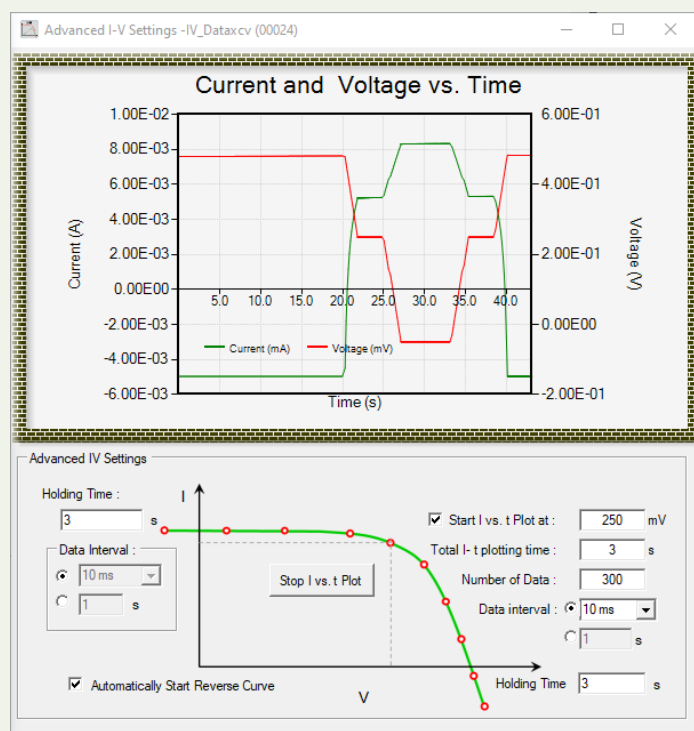 Advanced I-V Settings -IV_Dataxcv (00024)
Current and Voltage vs. Time
1.00E-02
8.00E-03
6.00E-03
4.00E-03
2.00E-03
0.00E00
-2.00E-03
-4.00E-03
-6.00E-03
Current (A)
6.00E-01
4.00E-01
2.00E-01
0.00E00
-2.00E-01
Voltage (V)
5.0 10.0 15.0 20.0 25.0 30.0 35.0 40.0
Current (mA) Voltage (mV)
Time (s)
Advanced IV Settings
Holding Time :
3 s
Data Interval :
10 ms
1 s
I
Stop I vs. t Plot
V
Automatically Start Reverse Curve
Start I vs. t Plot at : 250 mV
Total I- t plotting time : 3 s
Number of Data : 300
Data interval : 10 ms
1 s
Holding Time 3 s